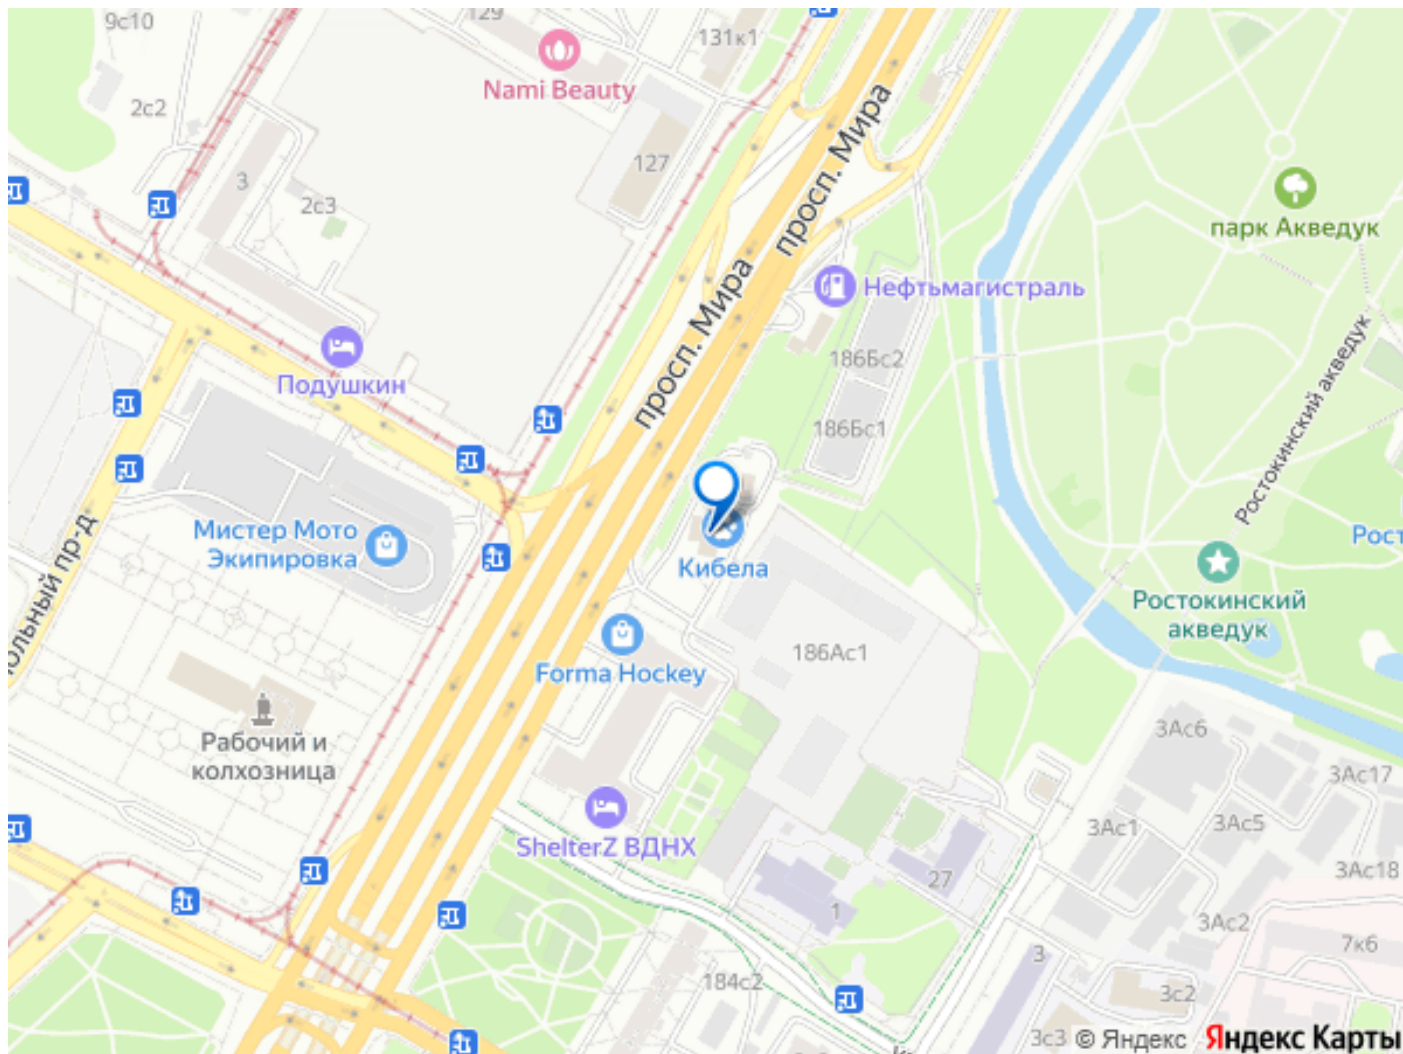 9с10
129
131к1
Nami Beauty
2с2
127
3
2с3
просп. Мира
парк Акведук
Нефтьмагистраль
просп. Мира
186Бс2
Подушкин
186Бс1
Ростокинский акведук
Мистер Мото
Экипировка
Кибела
Рост
Ростокинский
акведук
ольный пр-д
186Ас1
Forma Hockey
Рабочий и
колхозница
3Ас6
3Ас17
3Ас1
3Ас5
ShelterZ ВДНХ
3Ас18
27
1
3Ас2
7к6
3
184с2
3с2
3с3
© Яндекс
Яндекс Карты